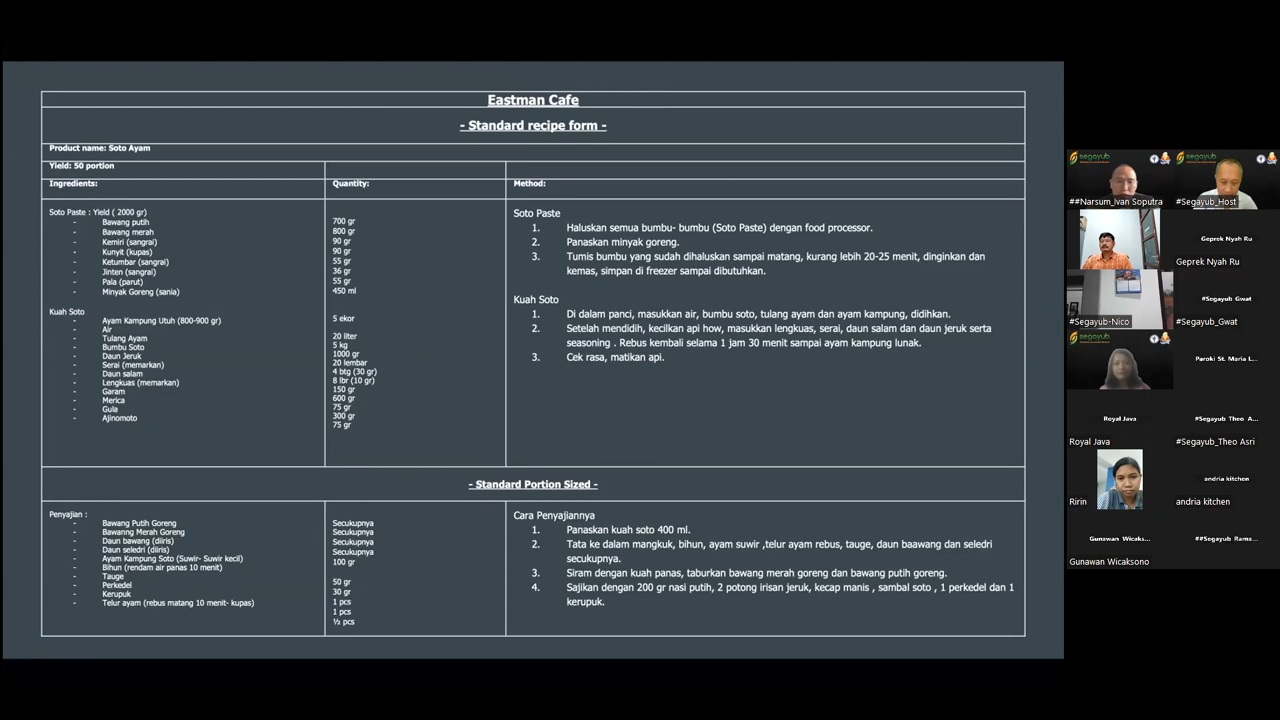 Eastman Cafe
- Standard recipe form -
Product name: Soto Ayam
Yield: 50 portion
Ingredients:
Quantity:
Method:
Soto Paste : Yield ( 2000 gr)
- Bawang putih
- Bawang merah
- Kemiri (sangrai)
- Kunyit (kupas)
- Ketumbar (sangrai)
- Jinten (sangrai)
- Pala (parut)
- Minyak Goreng (sania)
700 gr
800 gr
90 gr
90 gr
55 gr
36 gr
55 gr
450 ml
Kuah Soto
- Ayam Kampung Utuh (800-900 gr)
- Air
- Tulang Ayam
- Bumbu Soto
- Daun Jeruk
- Serai (memarkan)
- Daun salam
- Lengkuas (memarkan)
- Garam
- Merica
- Gula
- Ajinomoto
5 ekor
20 liter
5 kg
1000 gr
20 lembar
4 btg (30 gr)
8 lbr (10 gr)
150 gr
600 gr
75 gr
300 gr
75 gr
Soto Paste
1. Haluskan semua bumbu- bumbu (Soto Paste) dengan food processor.
2. Panaskan minyak goreng.
3. Tumis bumbu yang sudah dihaluskan sampai matang, kurang lebih 20-25 menit, dinginkan dan
kemas, simpan di freezer sampai dibutuhkan.
Kuah Soto
1. Di dalam panci, masukkan air, bumbu soto, tulang ayam dan ayam kampung, didihkan.
2. Setelah mendidih, kecilkan api how, masukkan lengkuas, serai, daun salam dan daun jeruk serta
seasoning . Rebus kembali selama 1 jam 30 menit sampai ayam kampung lunak.
3. Cek rasa, matikan api.
- Standard Portion Sized -
Penyajian :
- Bawang Putih Goreng
- Bawanng Merah Goreng
- Daun bawang (diiris)
- Daun seledri (diiris)
- Ayam Kampung Soto (Suwir- Suwir kecil)
- Bihun (rendam air panas 10 menit)
- Tauge
- Perkedel
- Kerupuk
- Telur ayam (rebus matang 10 menit- kupas)
Secukupnya
Secukupnya
Secukupnya
Secukupnya
100 gr
50 gr
30 gr
1 pcs
1 pcs
½ pcs
Cara Penyajiannya
1. Panaskan kuah soto 400 ml.
2. Tata ke dalam mangkuk, bihun, ayam suwir ,telur ayam rebus, tauge, daun baawang dan seledri
secukupnya.
3. Siram dengan kuah panas, taburkan bawang merah goreng dan bawang putih goreng.
4. Sajikan dengan 200 gr nasi putih, 2 potong irisan jeruk, kecap manis , sambal soto , 1 perkedel dan 1
kerupuk.
segayub
segayub
##Narsum_Ivan Soputra
#Segayub_Host
Geprek Nyah Ru
Geprek Nyah Ru
#Segayub_Gwat
#Segayub-Nico
#Segayub_Gwat
Paroki St. Maria L...
Royal Java
#Segayub_Theo A...
Royal Java
#Segayub_Theo Asri
andria kitchen
Ririn
andria kitchen
Gunawan Wicaks...
##Segayub_Rama...
Gunawan Wicaksono